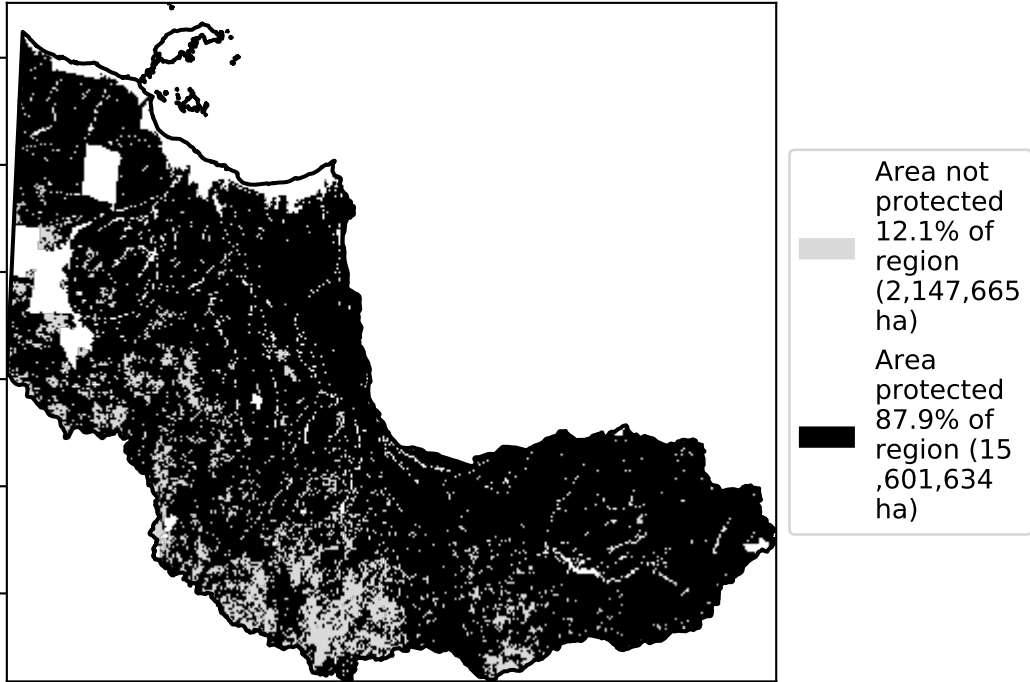 Area not
protected
12.1% of
region
(2,147,665
ha)
Area
protected
87.9% of
region (15
,601,634
ha)